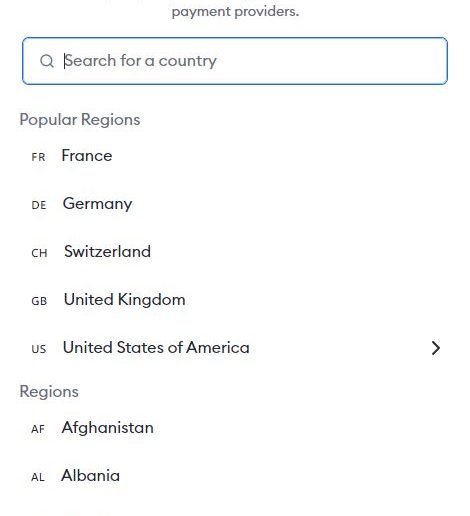 payment providers.
Search for a country
Popular Regions
FR France
DE Germany
CH Switzerland
GB United Kingdom
US United States of America
Regions
AF Afghanistan
AL Albania